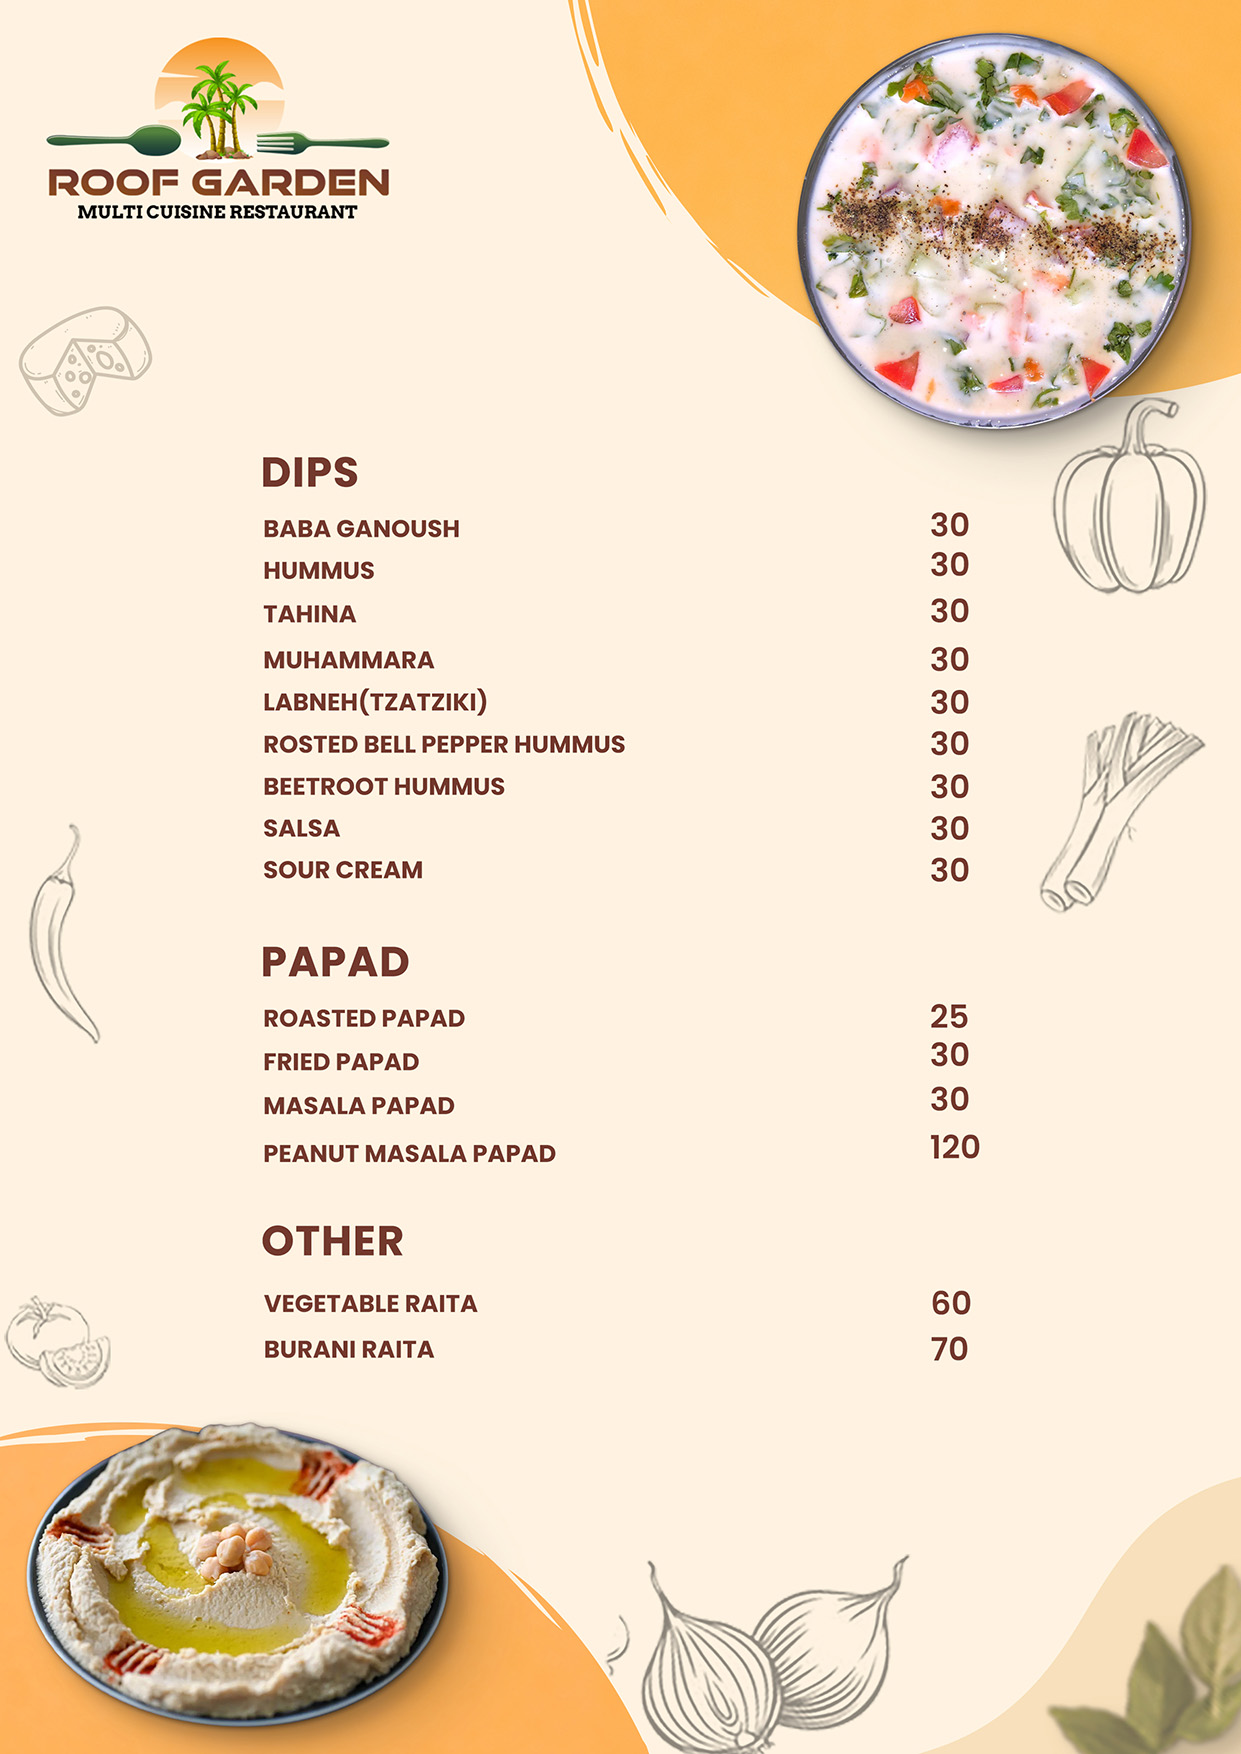 ROOF GARDEN
MULTI CUISINE RESTAURANT
DIPS
BABA GANOUSH 30
HUMMUS 30
TAHINA 30
MUHAMMARA 30
LABNEH(TZATZIKI) 30
ROSTED BELL PEPPER HUMMUS 30
BEETROOT HUMMUS 30
SALSA 30
SOUR CREAM 30
PAPAD
ROASTED PAPAD 25
FRIED PAPAD 30
MASALA PAPAD 30
PEANUT MASALA PAPAD 120
OTHER
VEGETABLE RAITA 60
BURANI RAITA 70